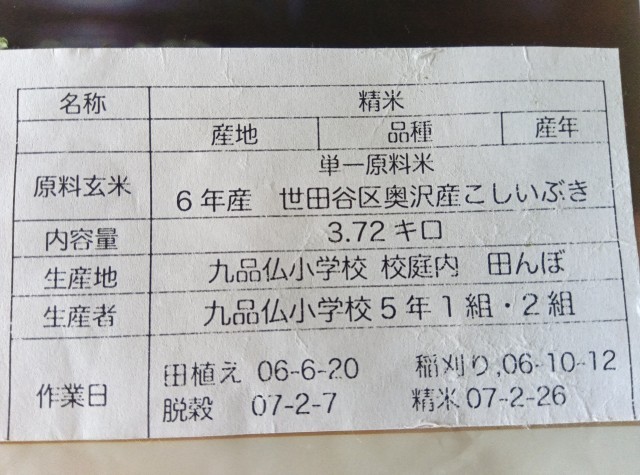 名称 精米
産地 品種 産年
原料玄米 単一原料米
6年産 世田谷区奥沢産こしいぶき
内容量 3.72キロ
生産地 九品仏小学校 校庭内 田んぼ
生産者 九品仏小学校5年1組・2組
作業日 田植え 06-6-20 稲刈り,06-10-12
脱穀 07-2-7 精米 07-2-26